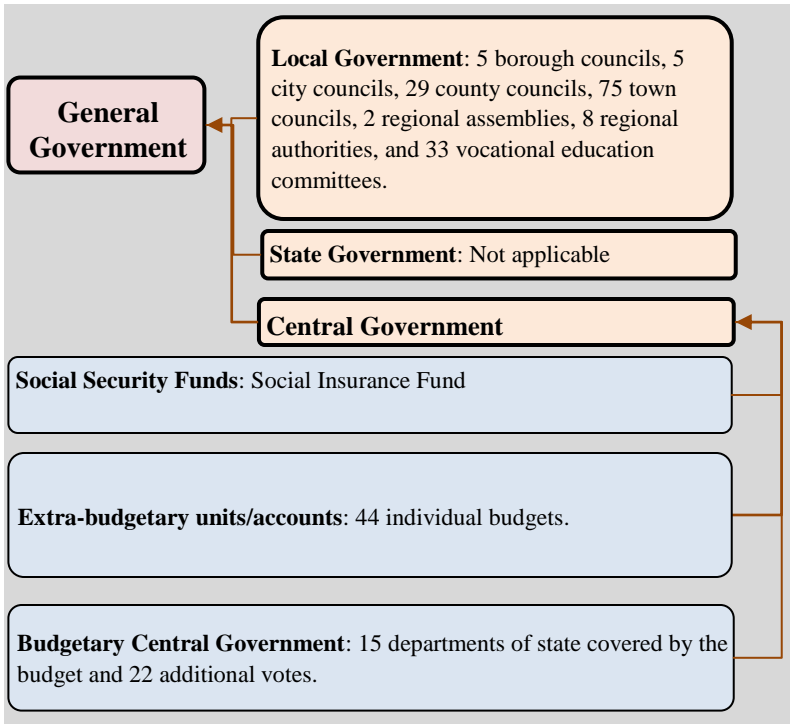 General
Government
Local Government: 5 borough councils, 5
city councils, 29 county councils, 75 town
councils, 2 regional assemblies, 8 regional
authorities, and 33 vocational education
committees.
State Government: Not applicable
Central Government
Social Security Funds: Social Insurance Fund
Extra-budgetary units/accounts: 44 individual budgets.
Budgetary Central Government: 15 departments of state covered by the
budget and 22 additional votes.